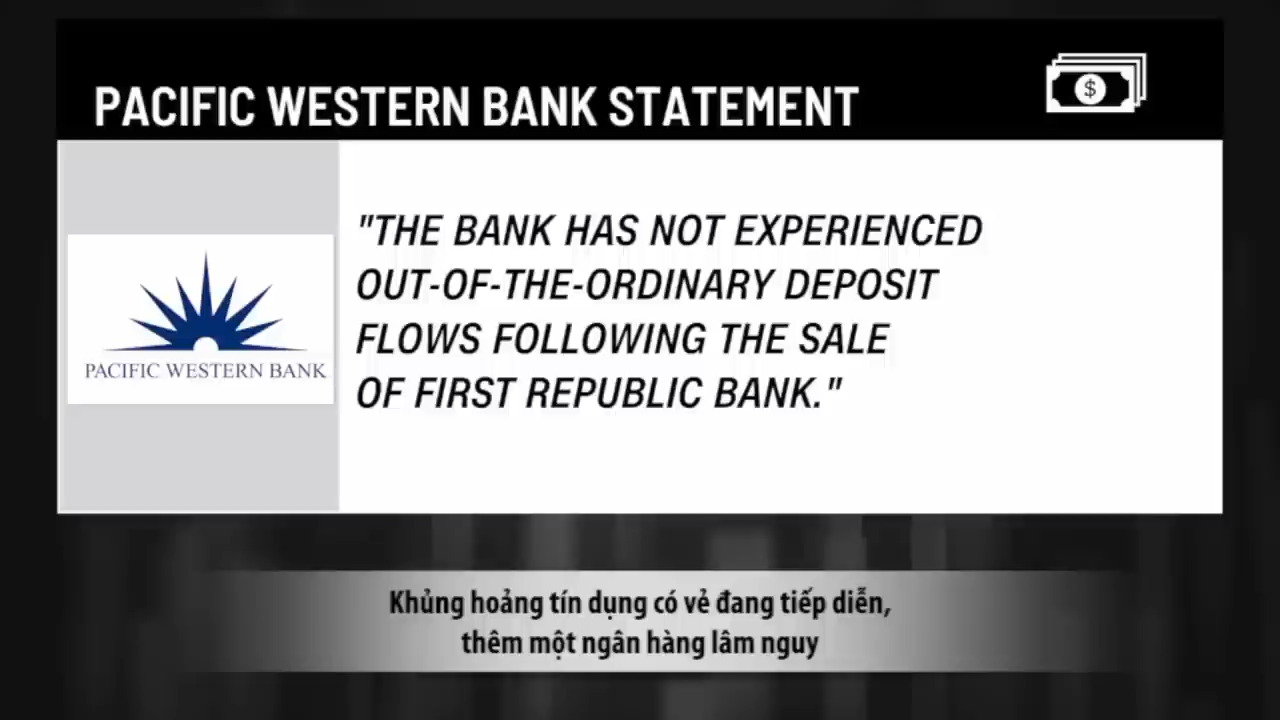 PACIFIC WESTERN BANK STATEMENT
$
PACIFIC WESTERN BANK
"THE BANK HAS NOT EXPERIENCED
OUT-OF-THE-ORDINARY DEPOSIT
FLOWS FOLLOWING THE SALE
OF FIRST REPUBLIC BANK."
Khủng hoảng tín dụng có vẻ đang tiếp diễn,
thêm một ngân hàng lâm nguy